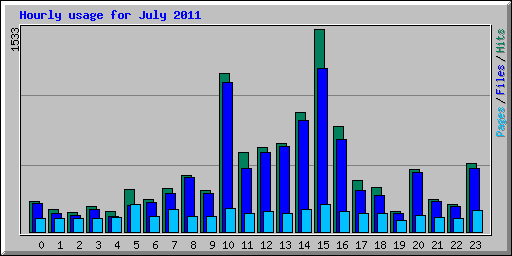 Hourly usage for July 2011
1533
Pages / Files / Hits
0 1 2 3 4 5 6 7 8 9 10 11 12 13 14 15 16 17 18 19 20 21 22 23